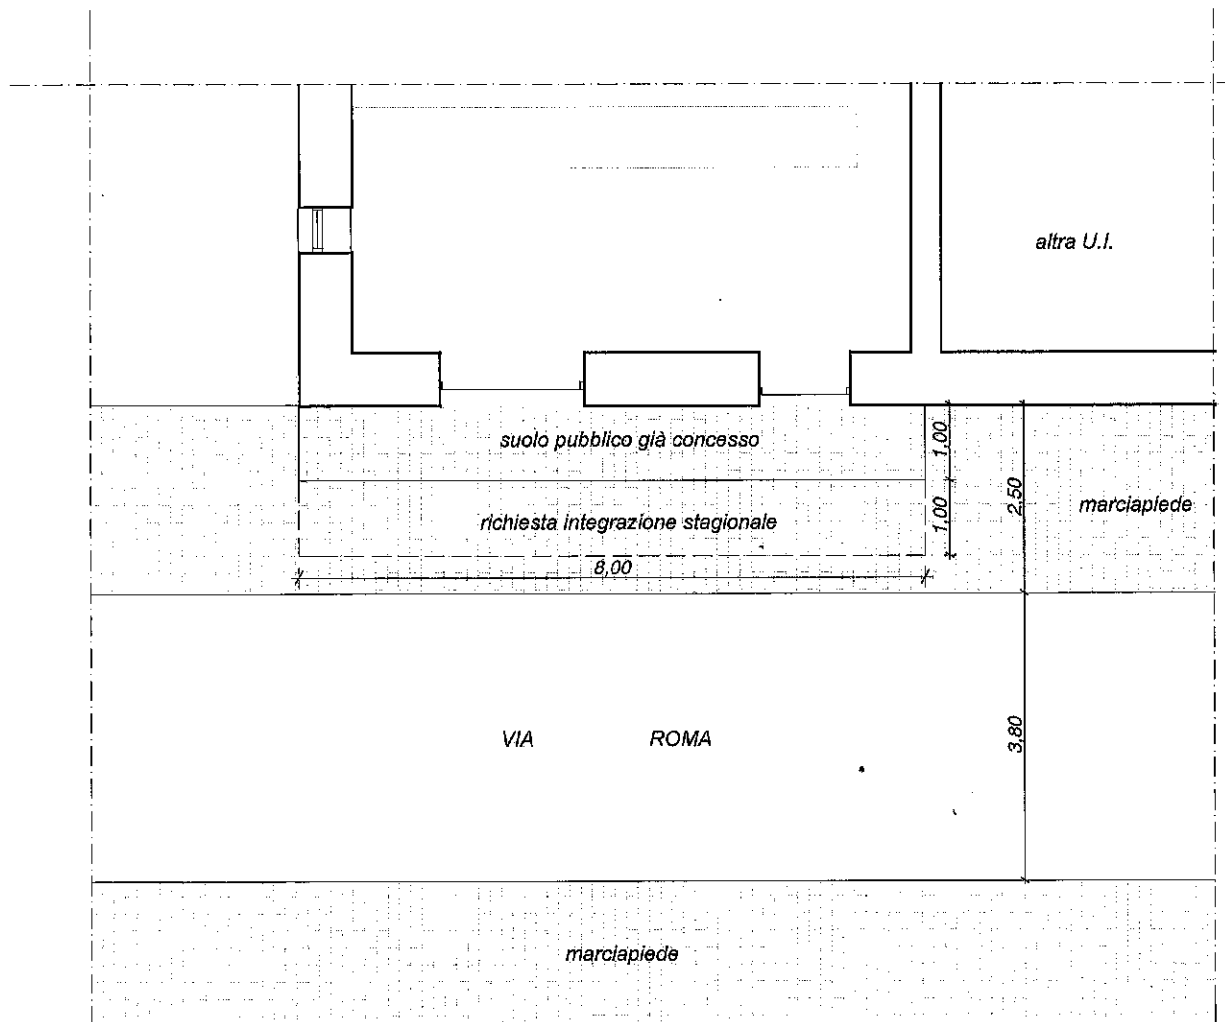 altra U.I.
suolo pubblico già concesso
1,00
2,50
marciapiede
richiesta integrazione stagionale
1,00
8,00
VIA ROMA
3,80
marciapiede